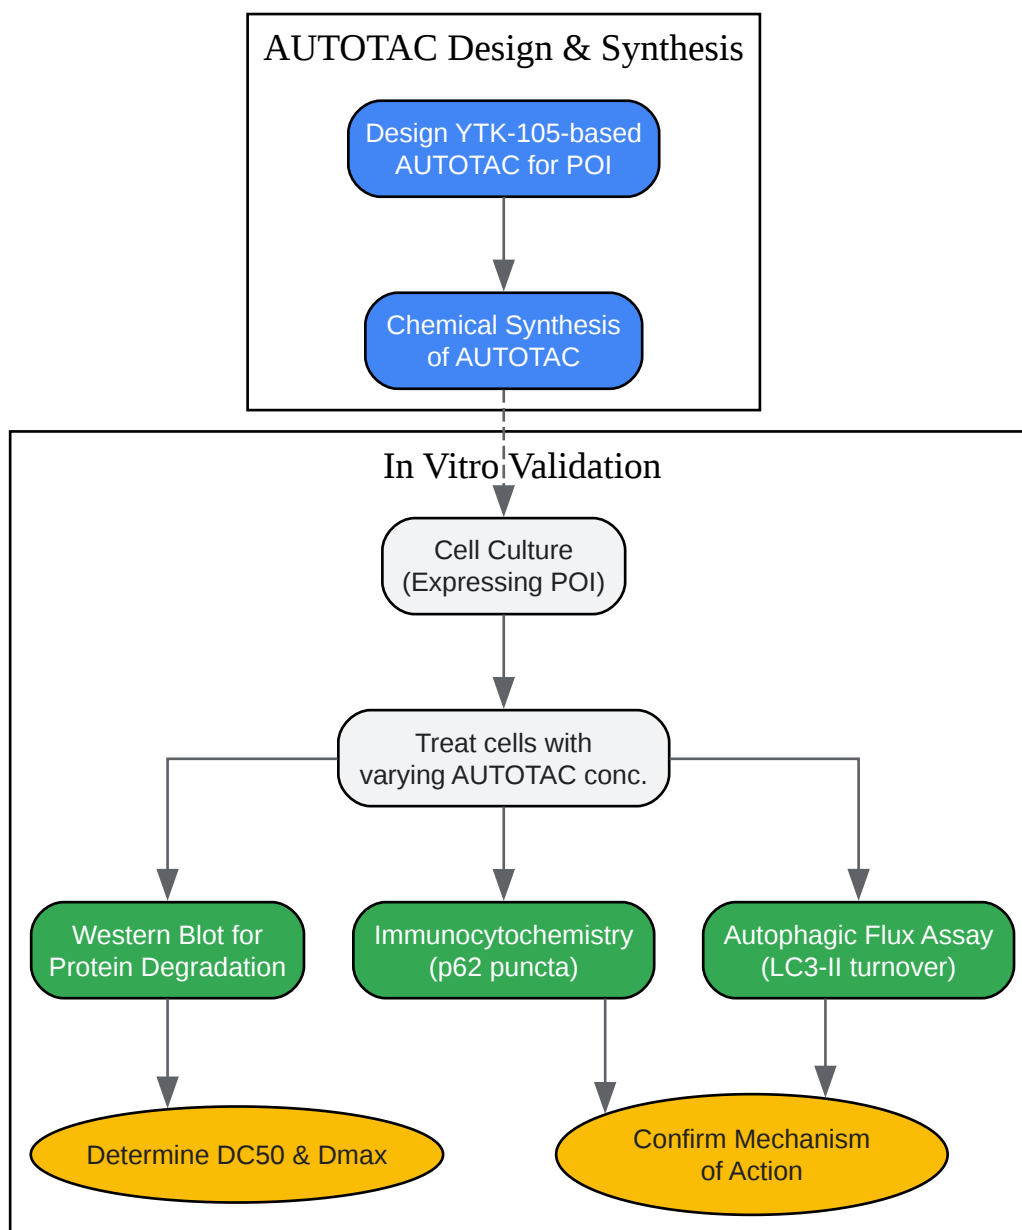 AUTOTAC Design & Synthesis
Design YTK-105-based
AUTOTAC for POI
Chemical Synthesis
of AUTOTAC
In Vitro Validation
Cell Culture
(Expressing POI)
Treat cells with
varying AUTOTAC conc.
Western Blot for
Protein Degradation
Immunocytochemistry
(p62 puncta)
Autophagic Flux Assay
(LC3-II turnover)
Determine DC50 & Dmax
Confirm Mechanism
of Action